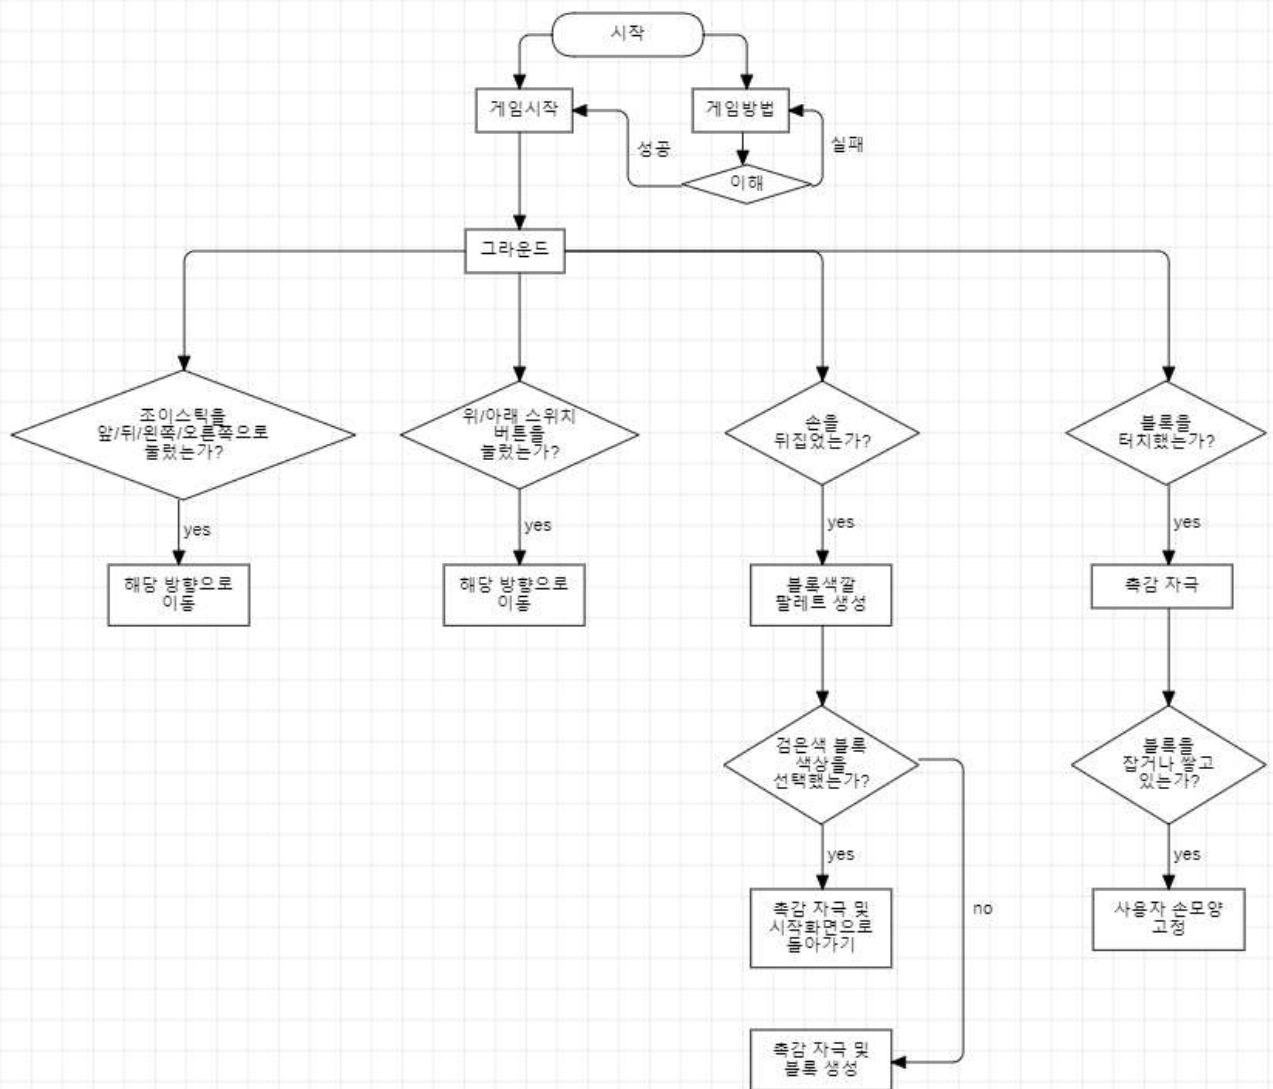 시작
게임시작
게임방법
성공
실패
이해
그라운드
조이스틱을
앞/뒤/왼쪽/오른쪽으로
눌렀는가?
위/아래 스위치
버튼을
눌렀는가?
손을
뒤집었는가?
블록을
터치했는가?
yes
yes
yes
yes
해당 방향으로
이동
해당 방향으로
이동
블록색깔
팔레트 생성
촉감 자극
검은색 블록
색상을
선택했는가?
블록을
잡거나 쌓고
있는가?
yes
yes
no
촉감 자극 및
시작화면으로
돌아가기
사용자 손모양
고정
촉감 자극 및
블록 생성